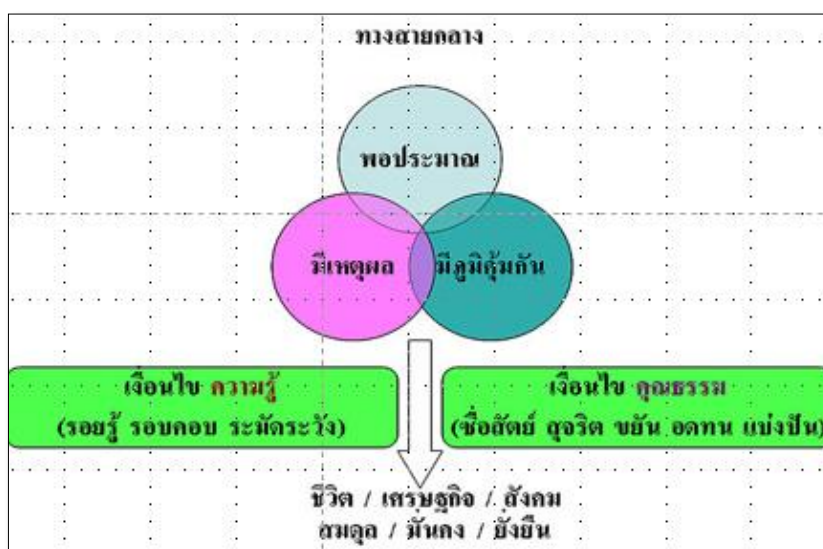 ทางสายกลาง
พอประมาณ
มีเหตุผล
มีภูมิคุ้มกัน
เงื่อนไข ความรู้
(รอยรู้ รอบคอบ ระมัดระวัง)
เงื่อนไข คุณธรรม
(ซื่อสัตย์ สุจริต ขยัน อดทน แบ่งปัน)
ชีวิต / เศรษฐกิจ / สังคม
สมดุล / มั่นคง / ยั่งยืน